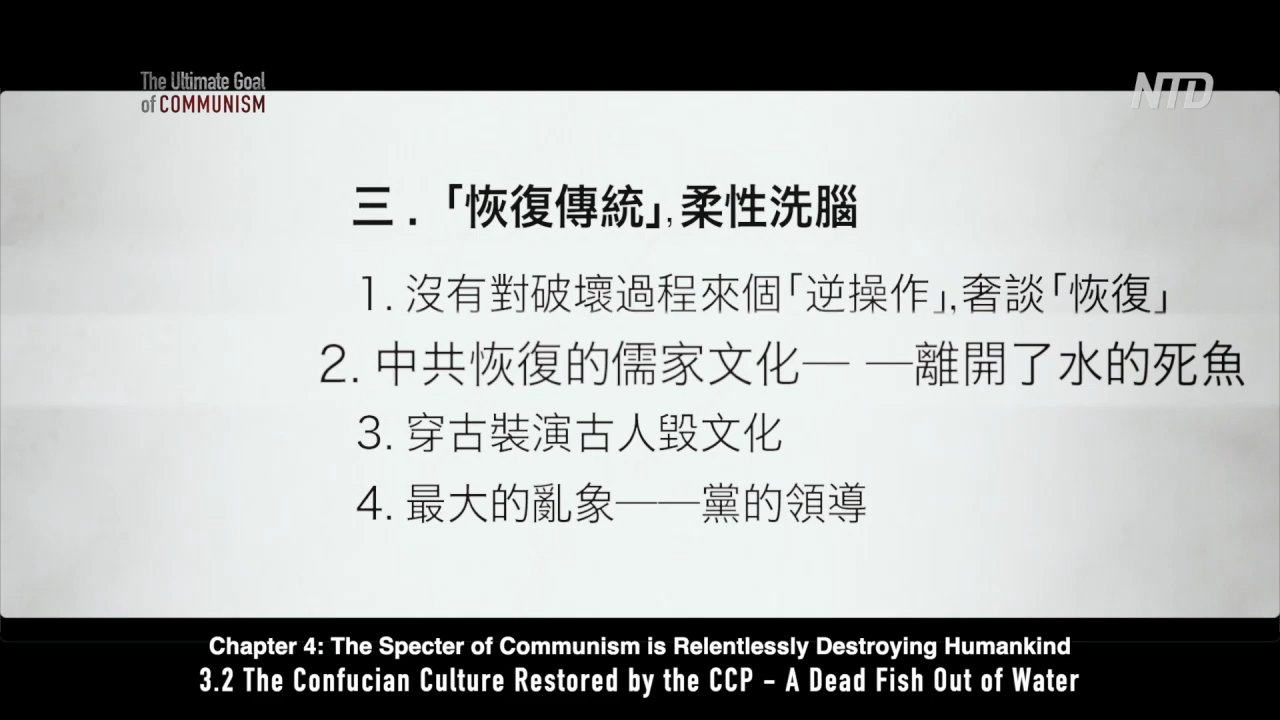 The Ultimate Goal
of COMMUNISM
NTD
三．「恢復傳統」,柔性洗腦
1. 沒有對破壞過程來個「逆操作」,奢談「恢復」
2. 中共恢復的儒家文化— —離開了水的死魚
3. 穿古裝演古人毀文化
4. 最大的亂象——黨的領導
Chapter 4: The Specter of Communism is Relentlessly Destroying Humankind
3.2 The Confucian Culture Restored by the CCP – A Dead Fish Out of Water